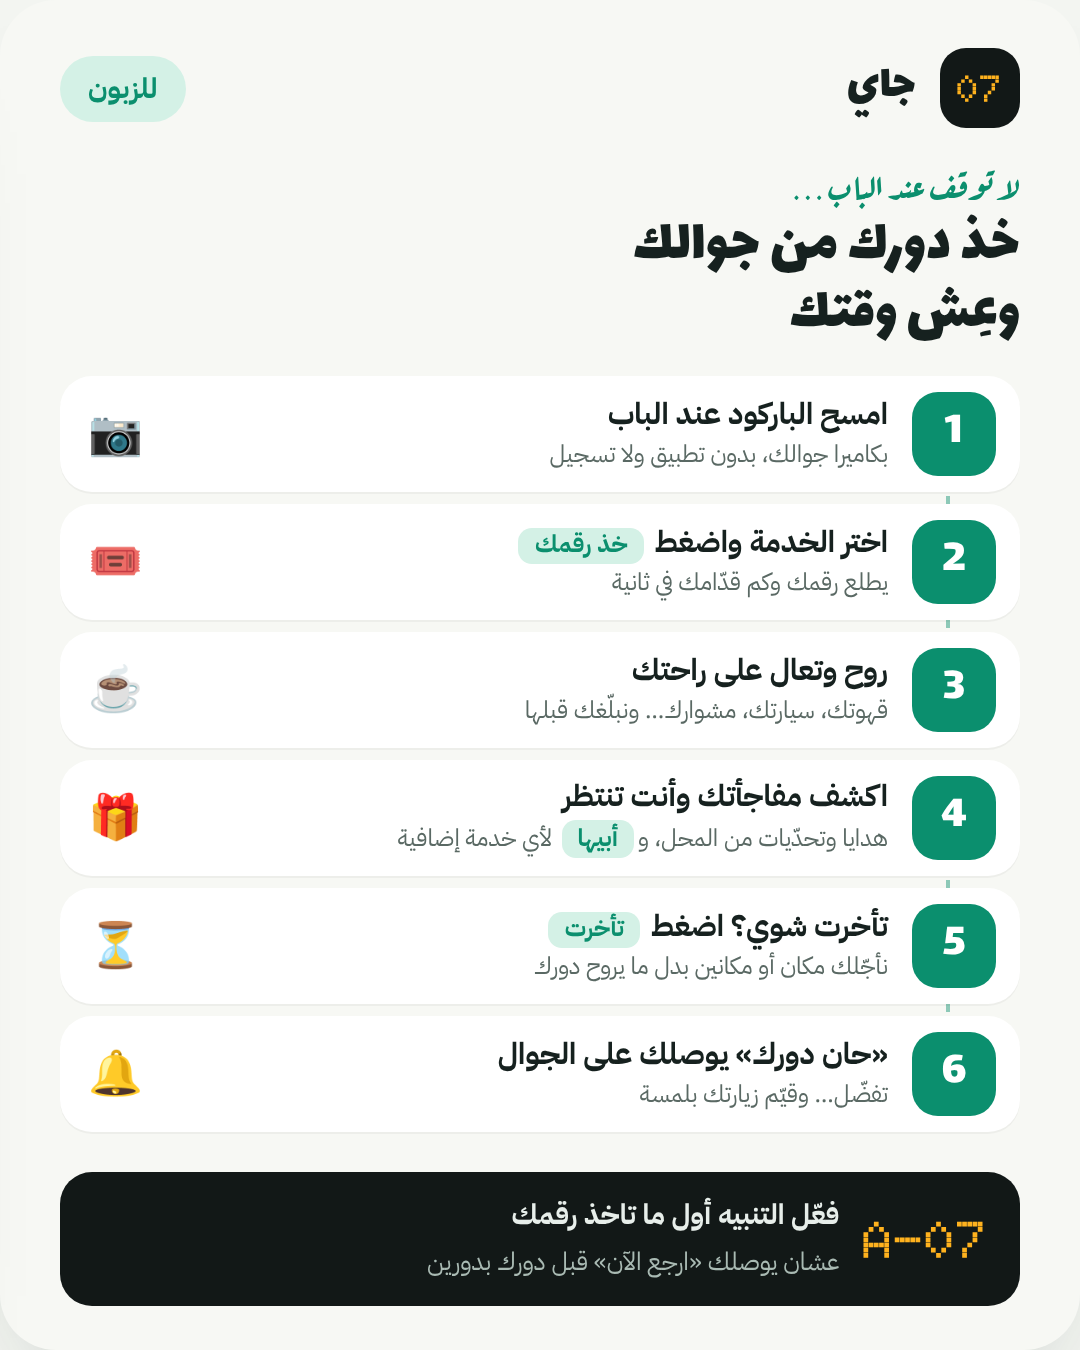 07
جاي
للزبون
لا توقف عند الباب...
خذ دورك من جوالك
وعِش وقتك
1
امسح الباركود عند الباب
بكاميرا جوالك، بدون تطبيق ولا تسجيل
2
اختر الخدمة واضغط خذ رقمك
يطلع رقمك وكم قدّامك في ثانية
3
روح وتعال على راحتك
قهوتك، سيارتك، مشوارك... ونبلّغك قبلها
4
اكشف مفاجآتك وأنت تنتظر
هدايا وتحدّيات من المحل، و أبيها لأي خدمة إضافية
5
تأخرت شوي؟ اضغط تأخرت
نأجّلك مكان أو مكانين بدل ما يروح دورك
6
«حان دورك» يوصلك على الجوال
تفضّل... وقيّم زيارتك بلمسة
A-07
فعّل التنبيه أول ما تاخذ رقمك
عشان يوصلك «ارجع الآن» قبل دورك بدورين